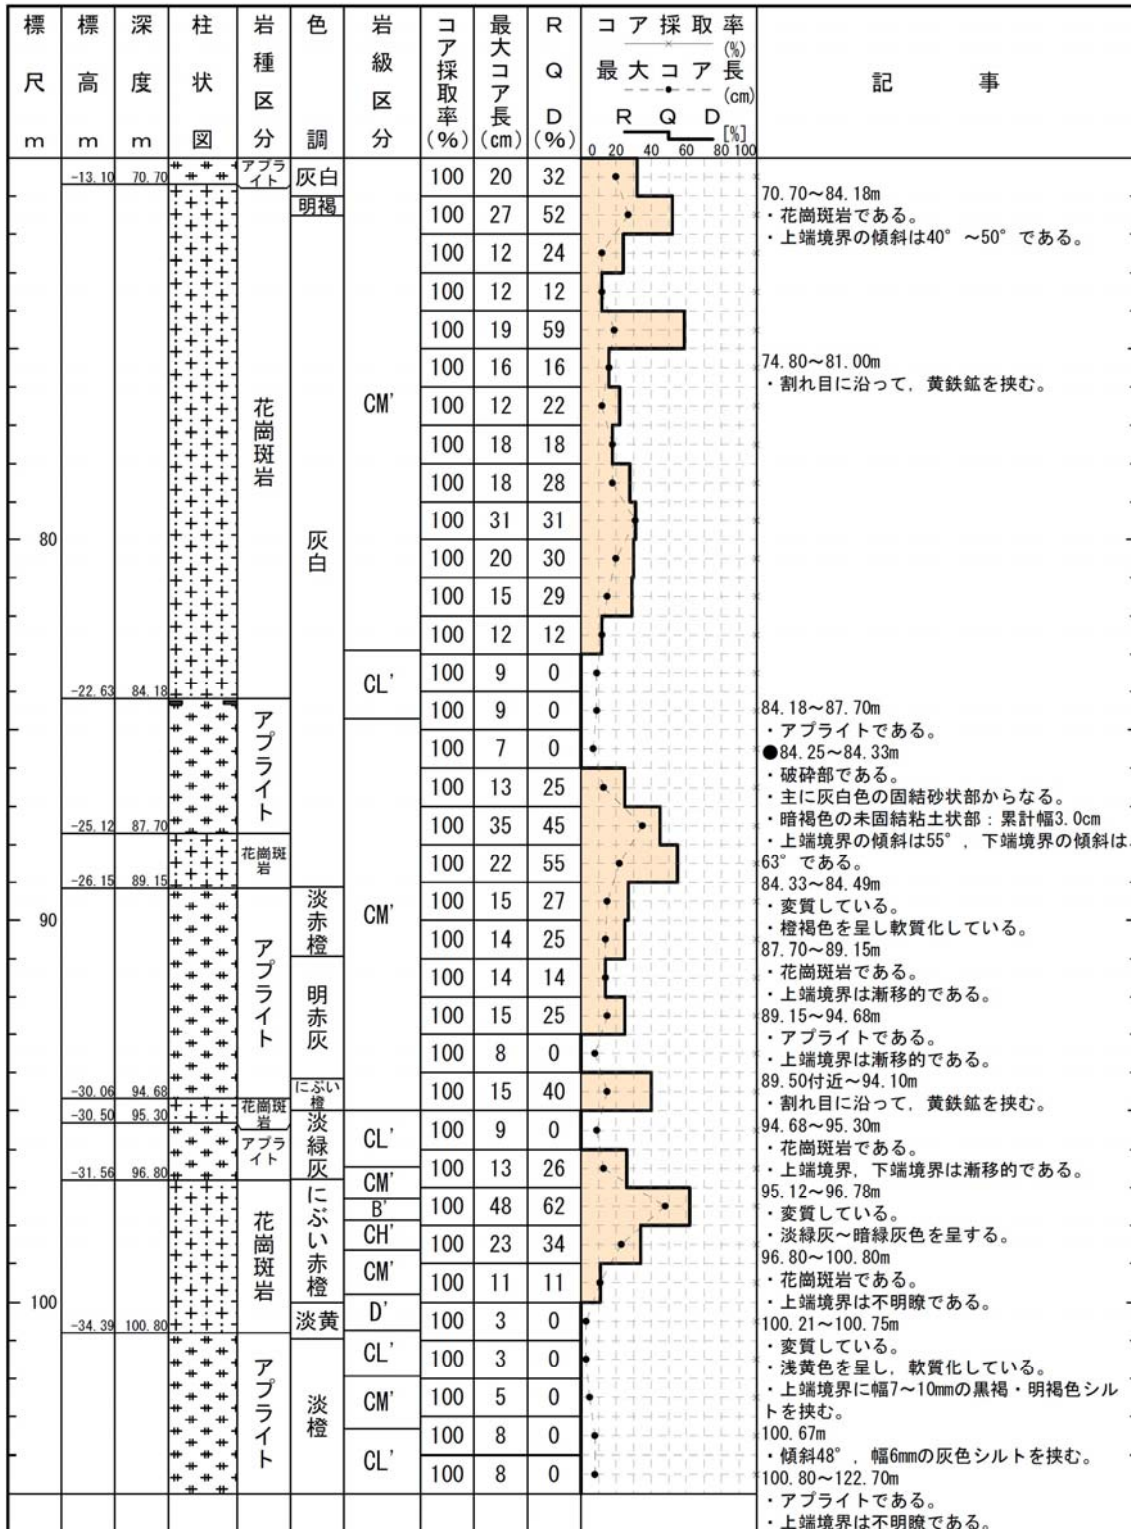 標尺m
標高m
深度m
柱状図
岩種区分
色調
岩級区分
コア採取率(%)
最大コア長(cm)
RQD(%)
コア採取率(%)
最大コア長(cm)
RQD[%]
0 20 40 60 80 100
記事
-13.10 70.70 アプライト 灰白
明褐
100 20 32
100 27 52
100 12 24
100 12 12
100 19 59
100 16 16
100 12 22
100 18 18
100 18 28
100 31 31
100 20 30
100 15 29
100 12 12
100 9 0
100 9 0
100 7 0
100 13 25
100 35 45
100 22 55
100 15 27
100 14 25
100 14 14
100 15 25
100 8 0
100 15 40
100 9 0
100 13 26
100 48 62
100 23 34
100 11 11
100 3 0
100 3 0
100 5 0
100 8 0
100 8 0
80
90
100
-22.63 84.18
-25.12 87.70
-26.15 89.15
-30.06 94.68
-30.50 95.30
-31.56 96.80
-34.39 100.80
花崗斑岩
アプライト
花崗斑岩
アプライト
花崗斑岩
アプライト
花崗斑岩
アプライト
灰白
淡赤橙
明赤灰
にぶい橙
淡緑灰
にぶい赤橙
淡黄
淡橙
CM'
CL'
CM'
CL'
CM'
B'
CH'
CM'
D'
CL'
CM'
CL'
70.70～84.18m
・花崗斑岩である。
・上端境界の傾斜は40°～50°である。
74.80～81.00m
・割れ目に沿って，黄鉄鉱を挟む。
84.18～87.70m
・アプライトである。
●84.25～84.33m
・破砕部である。
・主に灰白色の固結砂状部からなる。
・暗褐色の未固結粘土状部：累計幅3.0cm
・上端境界の傾斜は55°，下端境界の傾斜は
63°である。
84.33～84.49m
・変質している。
・橙褐色を呈し軟質化している。
87.70～89.15m
・花崗斑岩である。
・上端境界は漸移的である。
89.15～94.68m
・アプライトである。
・上端境界は漸移的である。
89.50付近～94.10m
・割れ目に沿って，黄鉄鉱を挟む。
94.68～95.30m
・花崗斑岩である。
・上端境界，下端境界は漸移的である。
95.12～96.78m
・変質している。
・淡緑灰～暗緑灰色を呈する。
96.80～100.80m
・花崗斑岩である。
・上端境界は不明瞭である。
100.21～100.75m
・変質している。
・浅黄色を呈し，軟質化している。
・上端境界に幅7～10mmの黒褐・明褐色シル
トを挟む。
100.67m
・傾斜48°，幅6mmの灰色シルトを挟む。
100.80～122.70m
・アプライトである。
・上端境界は不明瞭である。